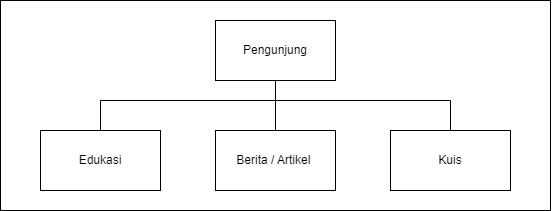 Pengunjung
Edukasi
Berita / Artikel
Kuis